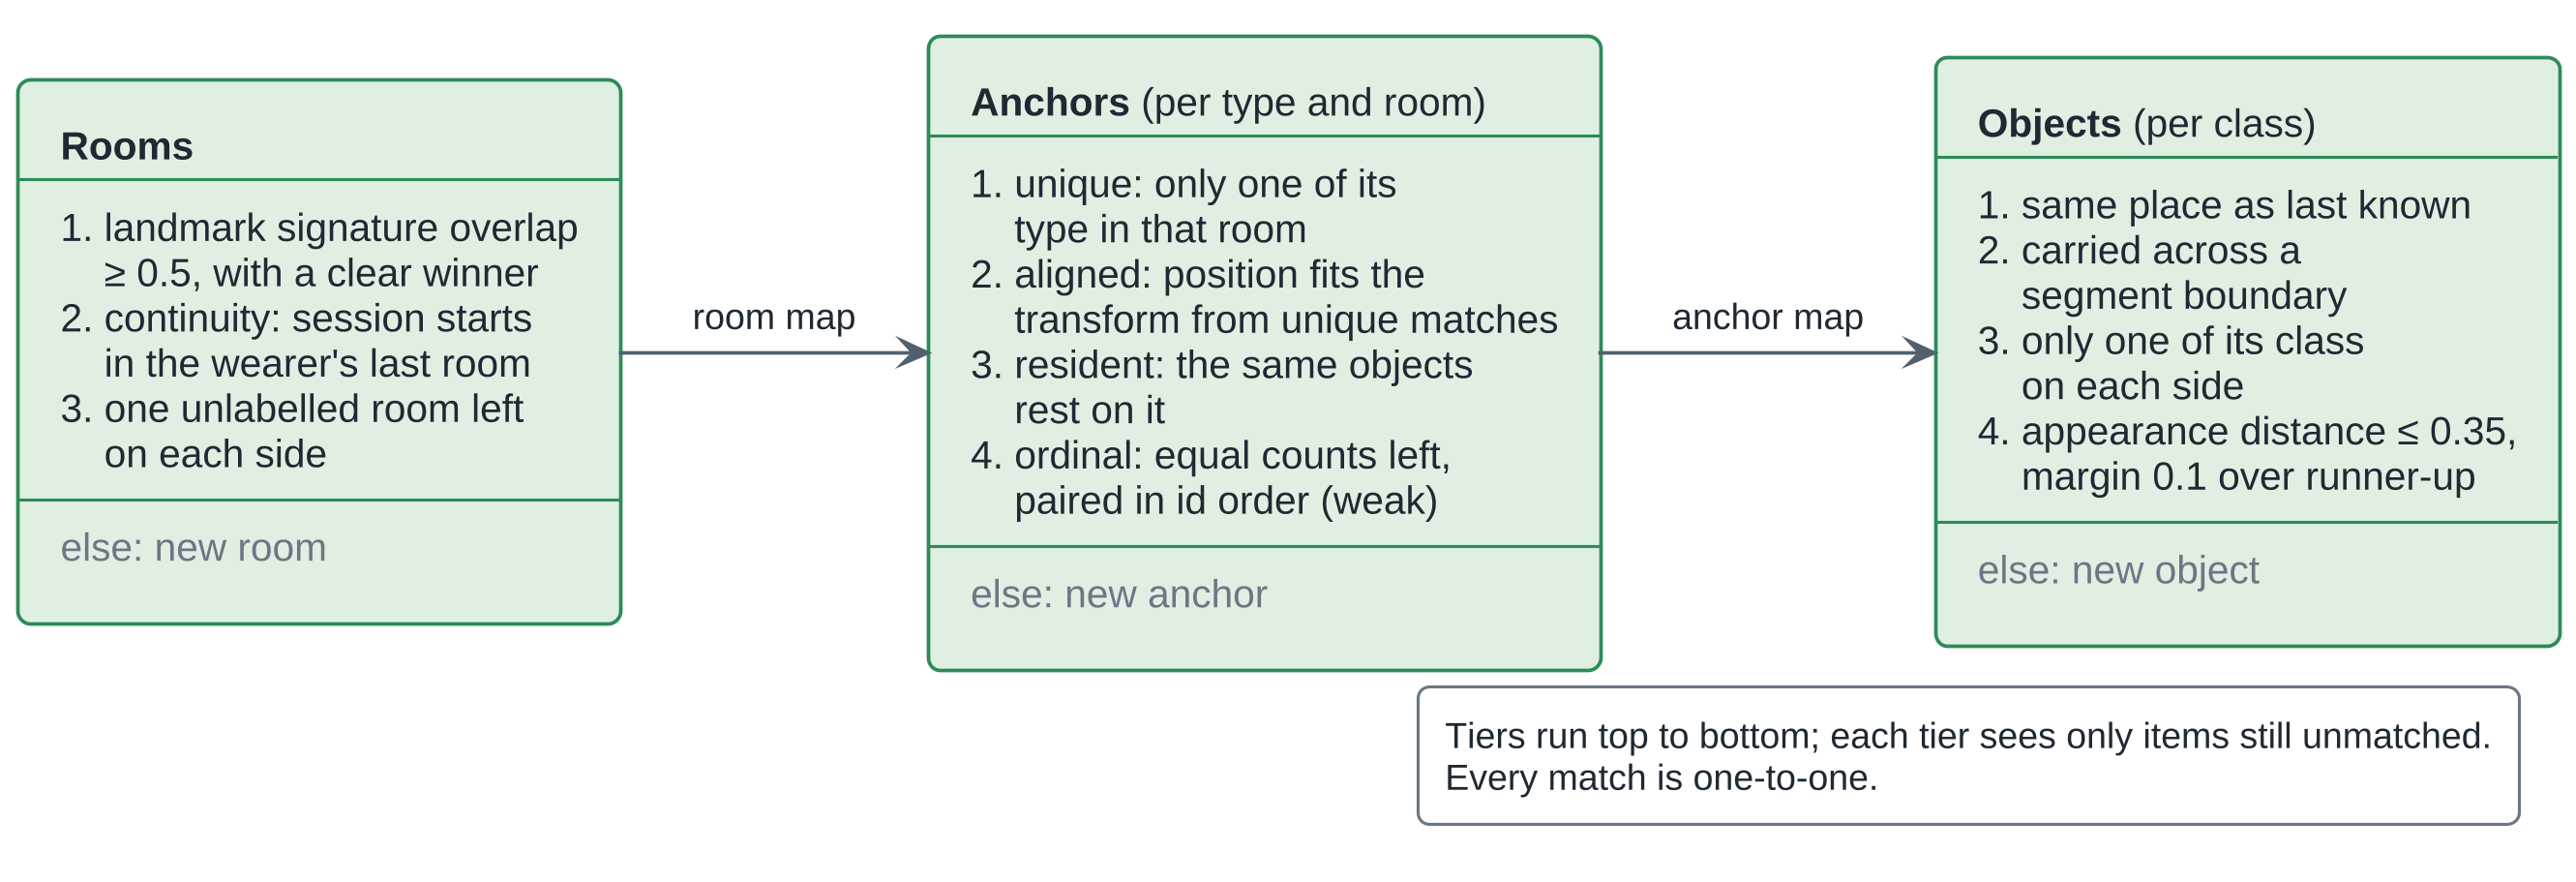 Rooms
1. landmark signature overlap
≥ 0.5, with a clear winner
2. continuity: session starts
in the wearer's last room
3. one unlabelled room left
on each side
else: new room
room map
Anchors (per type and room)
1. unique: only one of its
type in that room
2. aligned: position fits the
transform from unique matches
3. resident: the same objects
rest on it
4. ordinal: equal counts left,
paired in id order (weak)
else: new anchor
anchor map
Objects (per class)
1. same place as last known
2. carried across a
segment boundary
3. only one of its class
on each side
4. appearance distance ≤ 0.35,
margin 0.1 over runner-up
else: new object
Tiers run top to bottom; each tier sees only items still unmatched.
Every match is one-to-one.